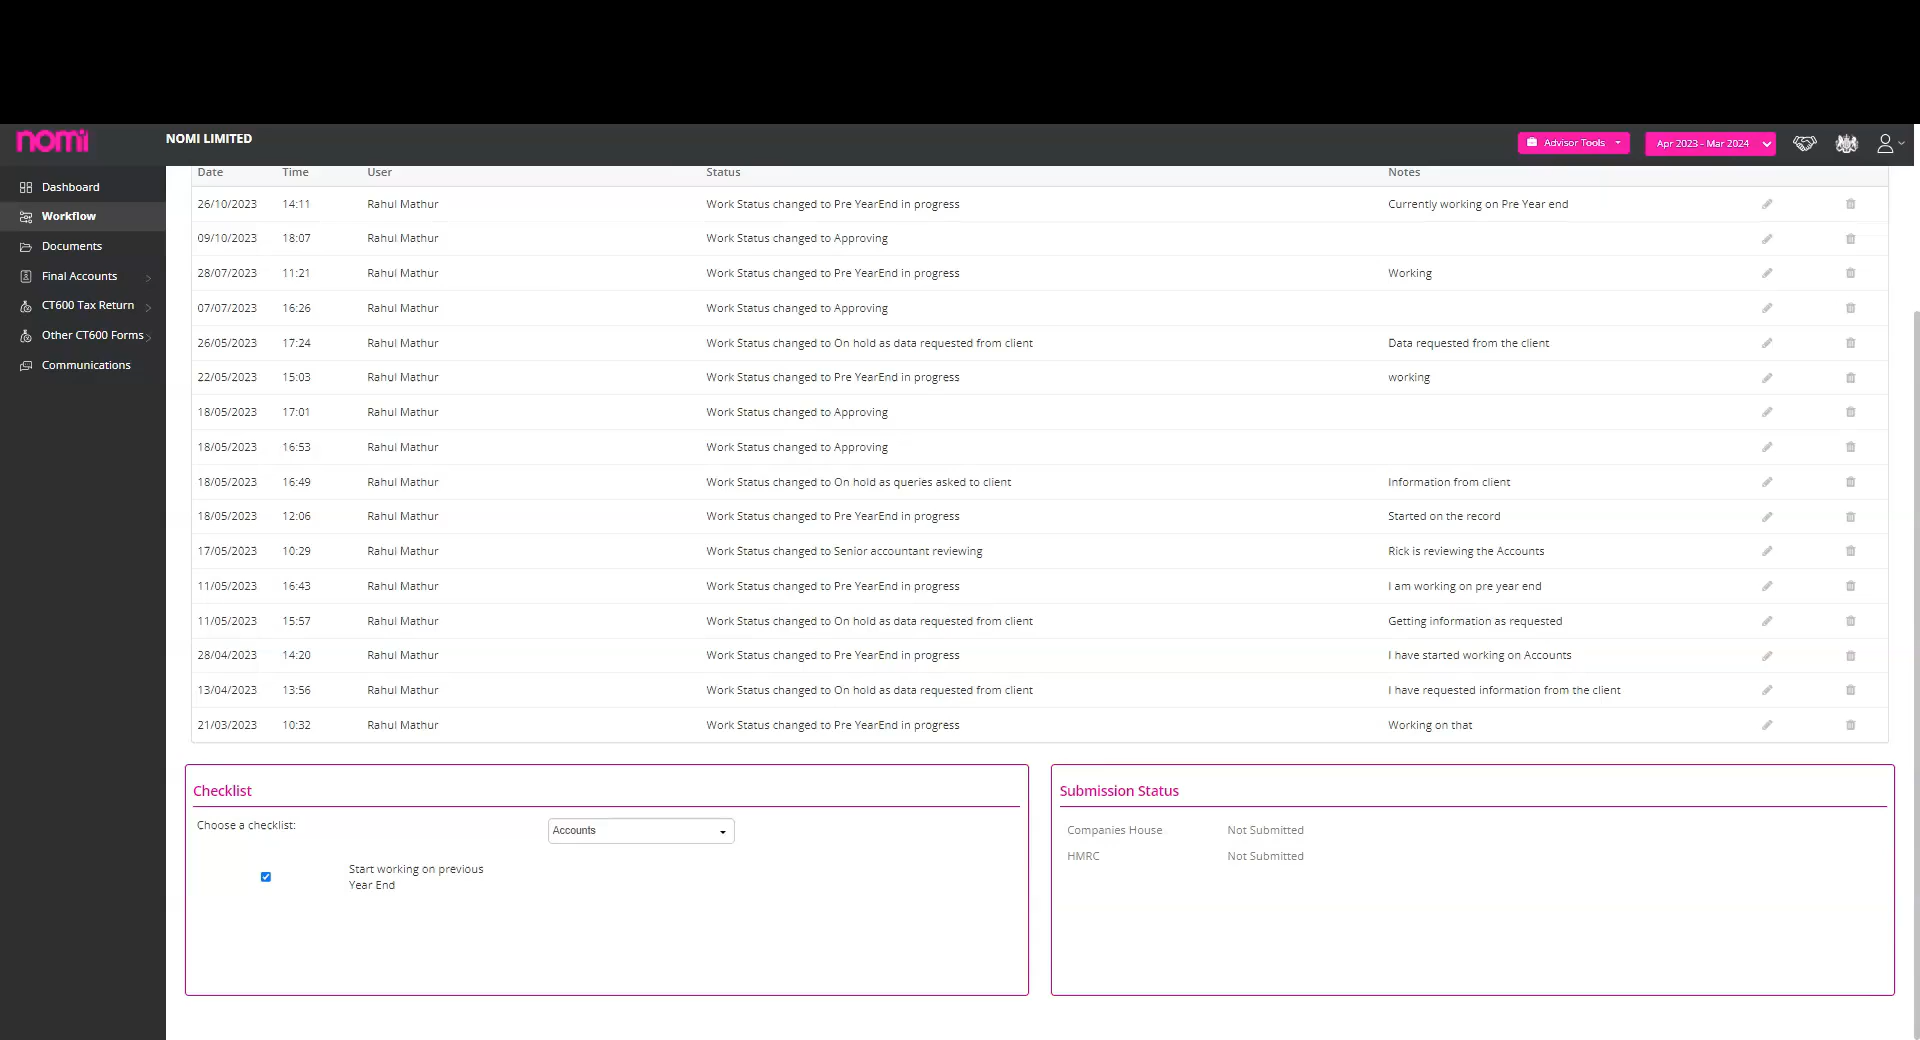 nomi
NOMI LIMITED
Advisor Tools
Apr 2023 - Mar 2024
Dashboard
Workflow
Documents
Final Accounts
CT600 Tax Return
Other CT600 Forms
Communications
Date Time User Status Notes
26/10/2023 14:11 Rahul Mathur Work Status changed to Pre YearEnd in progress Currently working on Pre Year end
09/10/2023 18:07 Rahul Mathur Work Status changed to Approving
28/07/2023 11:21 Rahul Mathur Work Status changed to Pre YearEnd in progress Working
07/07/2023 16:26 Rahul Mathur Work Status changed to Approving
26/05/2023 17:24 Rahul Mathur Work Status changed to On hold as data requested from client Data requested from the client
22/05/2023 15:03 Rahul Mathur Work Status changed to Pre YearEnd in progress working
18/05/2023 17:01 Rahul Mathur Work Status changed to Approving
18/05/2023 16:53 Rahul Mathur Work Status changed to Approving
18/05/2023 16:49 Rahul Mathur Work Status changed to On hold as queries asked to client Information from client
18/05/2023 12:06 Rahul Mathur Work Status changed to Pre YearEnd in progress Started on the record
17/05/2023 10:29 Rahul Mathur Work Status changed to Senior accountant reviewing Rick is reviewing the Accounts
11/05/2023 16:43 Rahul Mathur Work Status changed to Pre YearEnd in progress I am working on pre year end
11/05/2023 15:57 Rahul Mathur Work Status changed to On hold as data requested from client Getting information as requested
28/04/2023 14:20 Rahul Mathur Work Status changed to Pre YearEnd in progress I have started working on Accounts
13/04/2023 13:56 Rahul Mathur Work Status changed to On hold as data requested from client I have requested information from the client
21/03/2023 10:32 Rahul Mathur Work Status changed to Pre YearEnd in progress Working on that
Checklist
Choose a checklist: Accounts
Start working on previous
Year End
Submission Status
Companies House Not Submitted
HMRC Not Submitted